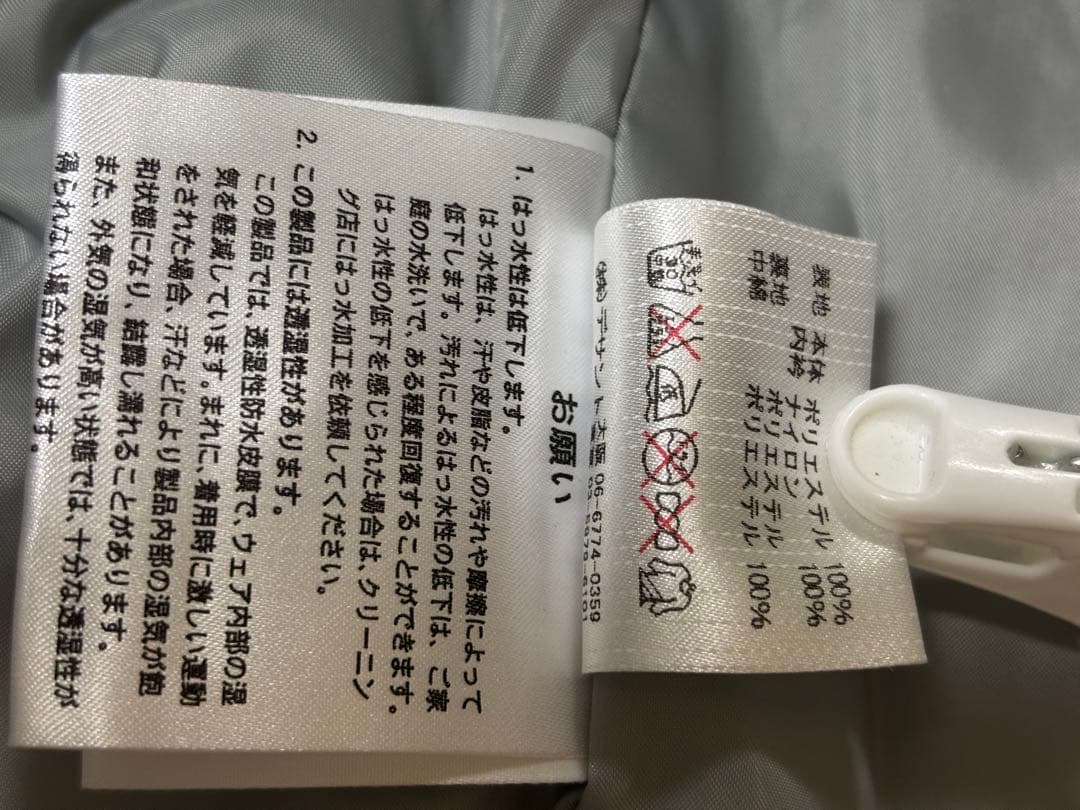 表地 本体 ポリエステル 100%
内衿 ナイロン 100%
裏地 ポリエステル
中綿 ポリエステル 100%
低
デサント 大阪 06-6774-0359
お願い
1. はっ水性は低下します。
はっ水性は、汗や皮脂などの汚れや摩擦によって
低下します。汚れによるはっ水性の低下は、ご家
庭の水洗いで、ある程度回復することができます。
はっ水性の低下を感じられた場合は、クリーニン
グ店にはっ水加工を依頼してください。
2. この製品には透湿性があります。
この製品では、透湿性防水皮膜で、ウェア内部の湿
気を軽減しています。まれに、着用時に激しい運動
をされた場合、汗などにより製品内部の湿気が飽
和状態になり、結露し濡れることがあります。
また、外気の湿気が高い状態では、十分な透湿性が
得られない場合があります。